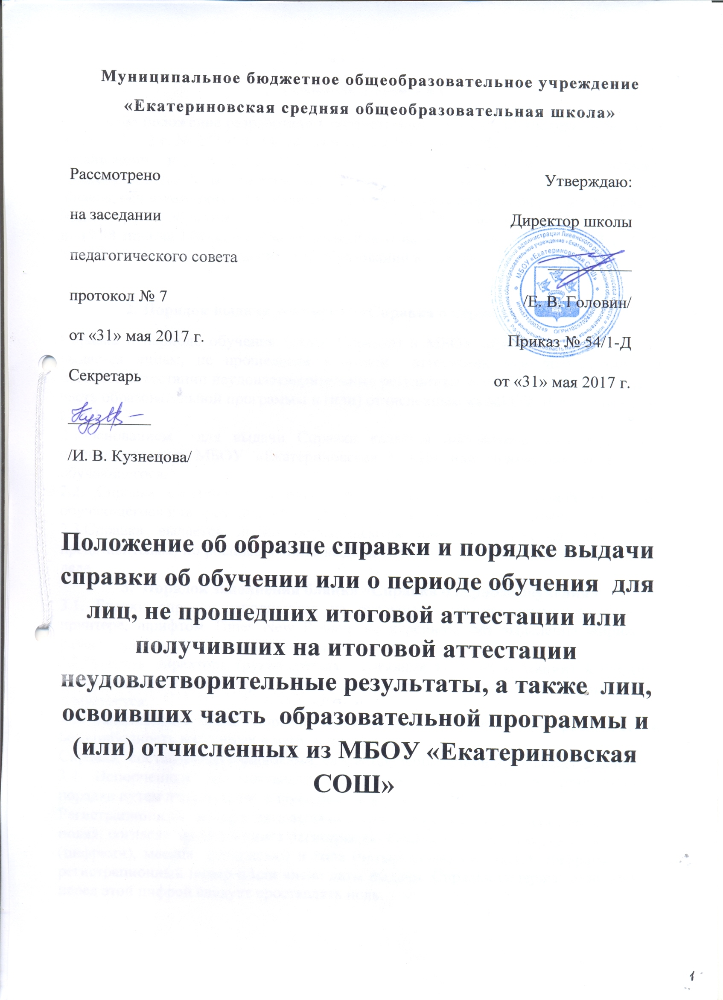 Муниципальное бюджетное общеобразовательное учреждение
«Екатериновская средняя общеобразовательная школа»
Рассмотрено
на заседании
педагогического совета
протокол № 7
от «31» мая 2017 г.
Секретарь
/И. В. Кузнецова/
Утверждаю:
Директор школы
/Е. В. Головин/
Приказ № 54/1-Д
от «31» мая 2017 г.
МБОУ «Екатериновская СОШ»
Положение об образце справки и порядке выдачи
справки об обучении или о периоде обучения для
лиц, не прошедших итоговой аттестации или
получивших на итоговой аттестации
неудовлетворительные результаты, а также лиц,
освоивших часть образовательной программы и
(или) отчисленных из МБОУ «Екатериновская
СОШ»
1